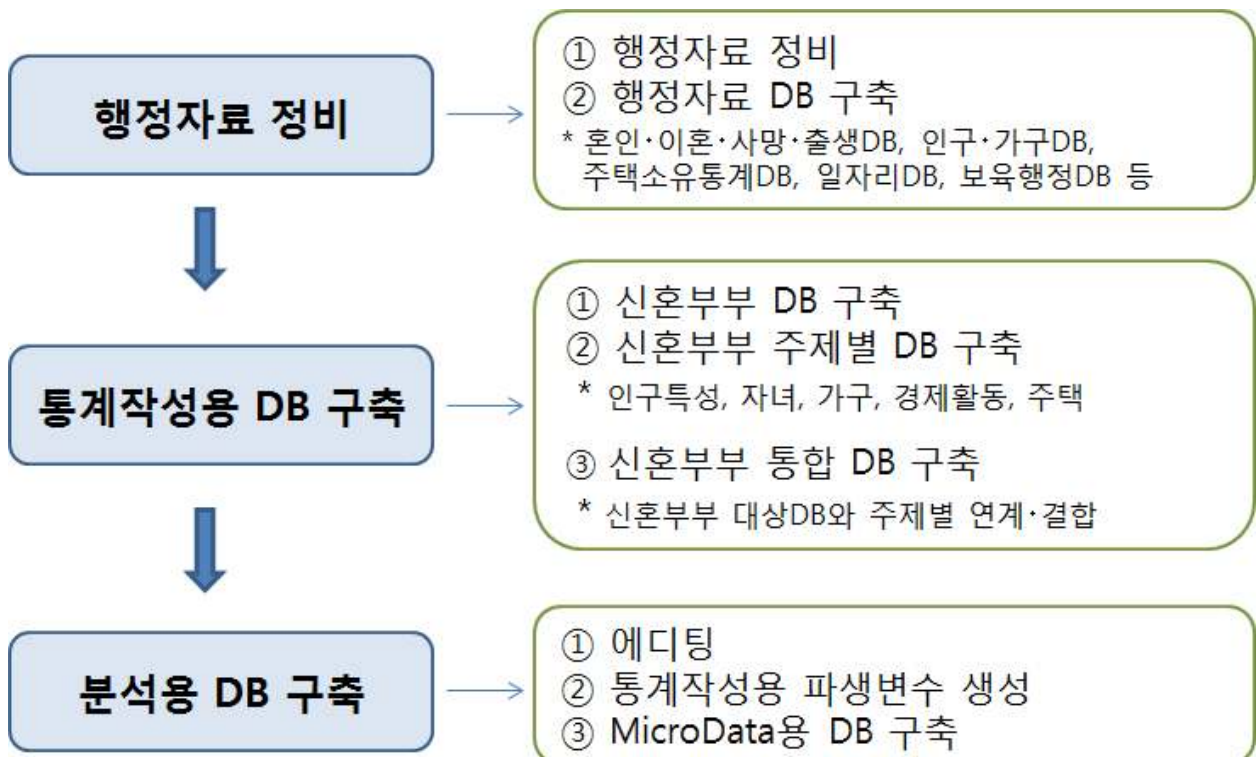 행정자료 정비
① 행정자료 정비
② 행정자료 DB 구축
* 혼인·이혼·사망·출생DB, 인구·가구DB,
주택소유통계DB, 일자리DB, 보육행정DB 등
통계작성용 DB 구축
① 신혼부부 DB 구축
② 신혼부부 주제별 DB 구축
* 인구특성, 자녀, 가구, 경제활동, 주택
③ 신혼부부 통합 DB 구축
* 신혼부부 대상DB와 주제별 연계·결합
분석용 DB 구축
① 에디팅
② 통계작성용 파생변수 생성
③ MicroData용 DB 구축